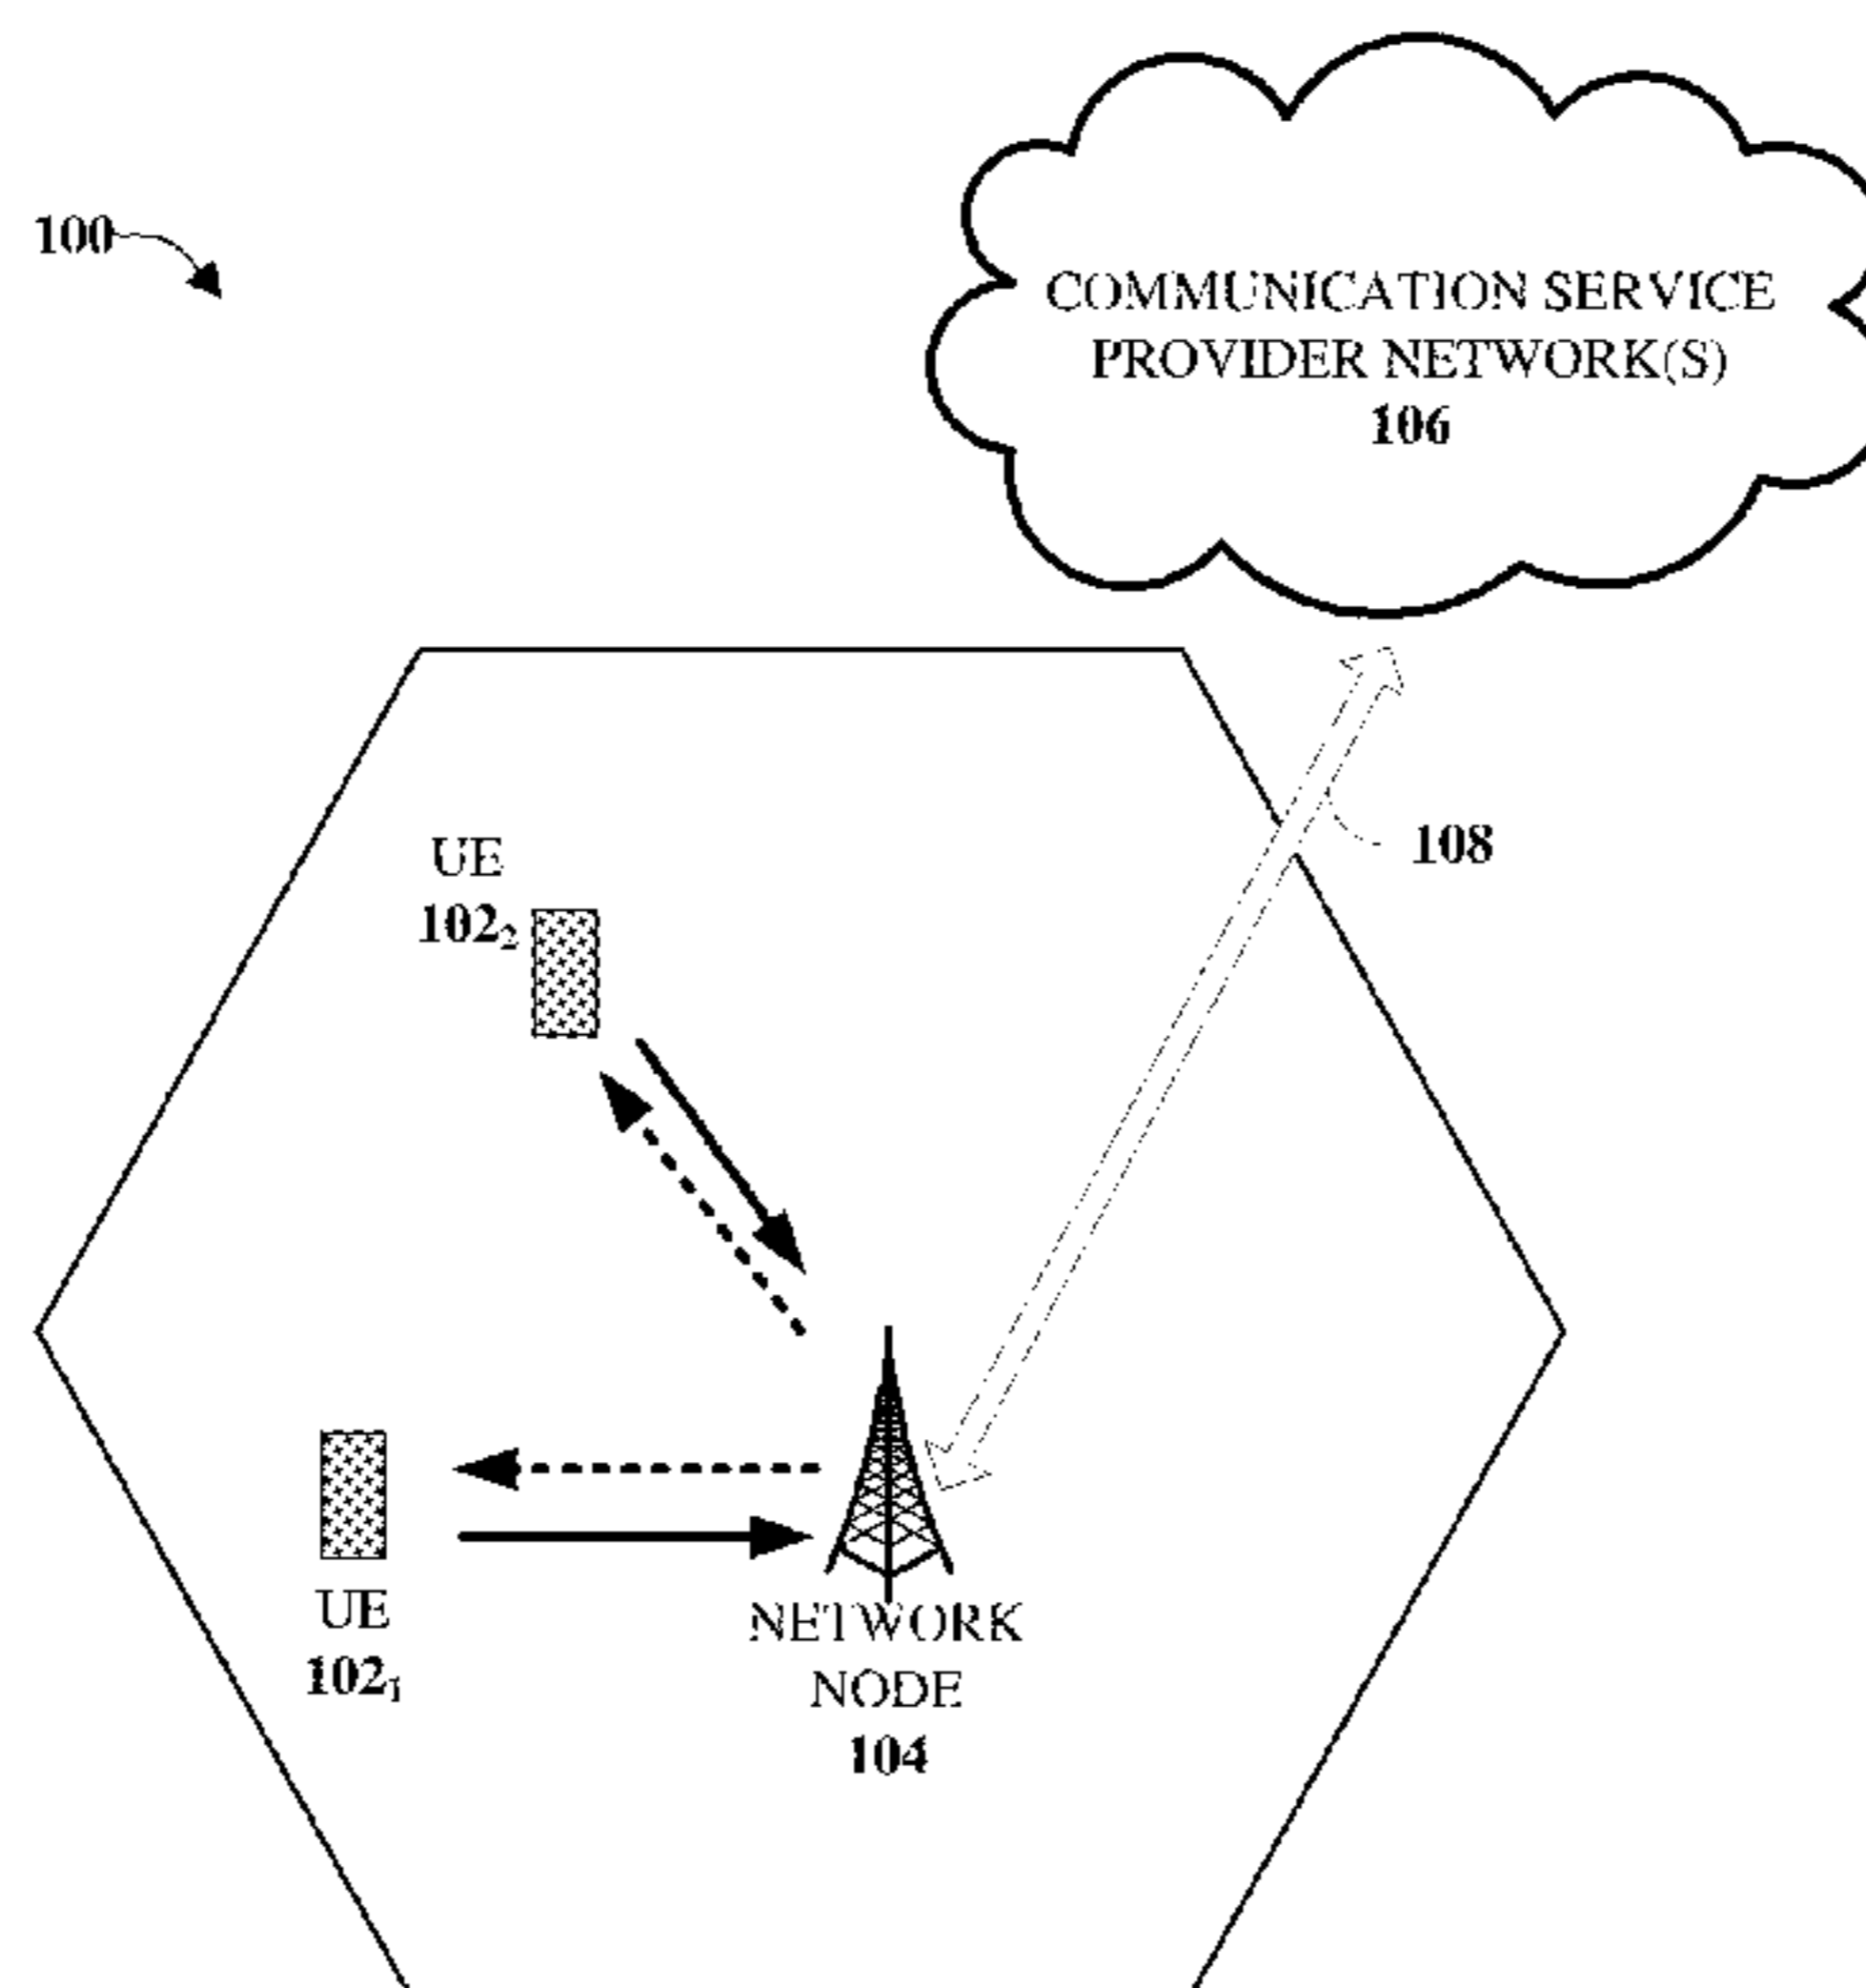 100
COMMUNICATION SERVICE
PROVIDER NETWORK(S)
106
108
UE
102₂
UE
102₁
NETWORK
NODE
104